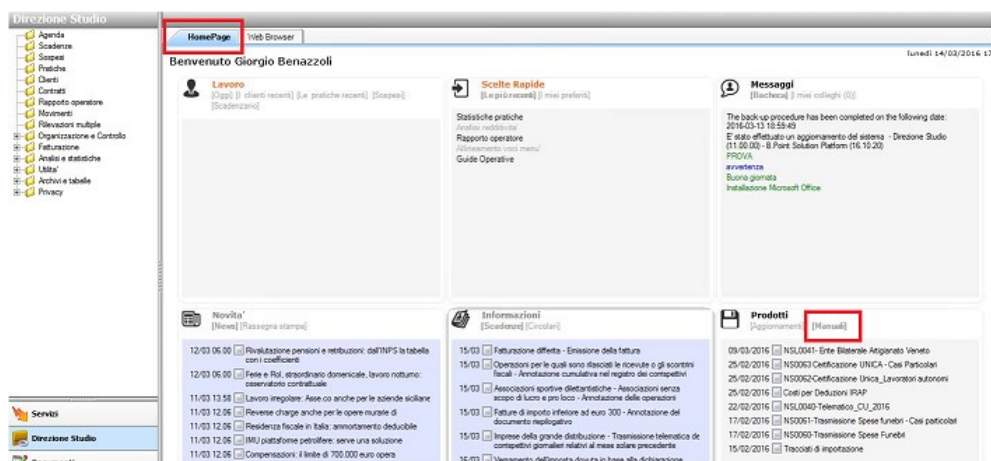 Direzione Studio
Agenda
Scadenze
Sospesi
Pratiche
Clienti
Contratti
Rapporto operatore
Movimenti
Rilevazioni multiple
Organizzazione e Controllo
Fatturazione
Analisi e statistiche
Utilita'
Archivi e tabelle
Privacy
Servizi
Direzione Studio
HomePage
Web Browser
lunedì 14/03/2016 17
Benvenuto Giorgio Benazzoli
Lavoro
[Oggi] [I clienti recenti] [Le pratiche recenti] [Sospesi]
[Scadenzario]
Scelte Rapide
[Le più recenti] [I miei preferiti]
Statistiche pratiche
Analisi redditivita'
Rapporto operatore
Allineamento voci menu'
Guide Operative
Messaggi
[Bacheca] [I miei colleghi (0)]
The back up procedure has been completed on the following date:
2016-03-13 18:59:49
E' stato effettuato un aggiornamento del sistema - Direzione Studio
(11.00.00) - B.Point Solution Platform (16.10.20)
PROVA
avvertenza
Buona giornata
Installazione Microsoft Office
Novita'
[News] [Rassegna stampa]
12/03 06.00 Rivalutazione pensioni e retribuzioni: dall'INPS la tabella
con i coefficienti
12/03 06.00 Ferie e Rol, straordinario domenicale, lavoro notturno:
osservatorio contrattuale
11/03 13.58 Lavoro irregolare: Asse.co anche per le aziende siciliane
11/03 12.06 Reverse charge anche per le opere murarie di
11/03 12.06 Residenza fiscale in Italia: ammortamento deducibile
11/03 12.06 IMU piattaforme petrolifere: serve una soluzione
11/03 12.06 Compensazioni: il limite di 700.000 euro opera
Informazioni
[Scadenze] [Circolari]
15/03 Fatturazione differita - Emissione della fattura
15/03 Operazioni per le quali sono rilasciati le ricevute o gli scontrini
fiscali - Annotazione cumulativa nel registro dei corrispettivi
15/03 Associazioni sportive dilettantistiche - Associazioni senza
scopo di lucro e pro loco - Annotazione delle operazioni
15/03 Fatture di importo inferiore ad euro 300 - Annotazione del
documento riepilogativo
15/03 Imprese della grande distribuzione - Trasmissione telematica dei
corrispettivi giornalieri relativi al mese solare precedente
16/03 Versamento dell'imposta dovuta in base alla dichiarazione
Prodotti
[Aggiornamenti] [Manuali]
09/03/2016 NSL0041- Ente Bilaterale Artigianato Veneto
25/02/2016 NS0063 Certificazione UNICA - Casi Particolari
25/02/2016 NS0062-Certificazione Unica_Lavoratori autonomi
25/02/2016 Costi per Deduzioni IRAP
22/02/2016 NSL0040-Telematico_CU_2016
17/02/2016 NS0061-Trasmissione Spese funebri - Casi particolari
17/02/2016 NS0060-Trasmissione Spese Funebri
15/02/2016 Tracciati di importazione